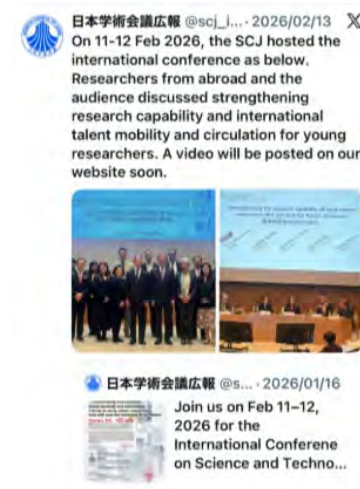 日本学術会議広報 @scj_i... · 2026/02/13
On 11-12 Feb 2026, the SCJ hosted the
international conference as below.
Researchers from abroad and the
audience discussed strengthening
research capability and international
talent mobility and circulation for young
researchers. A video will be posted on our
website soon.
日本学術会議広報 @s... · 2026/01/16
Join us on Feb 11–12,
2026 for the
International Conferene
on Science and Techno...